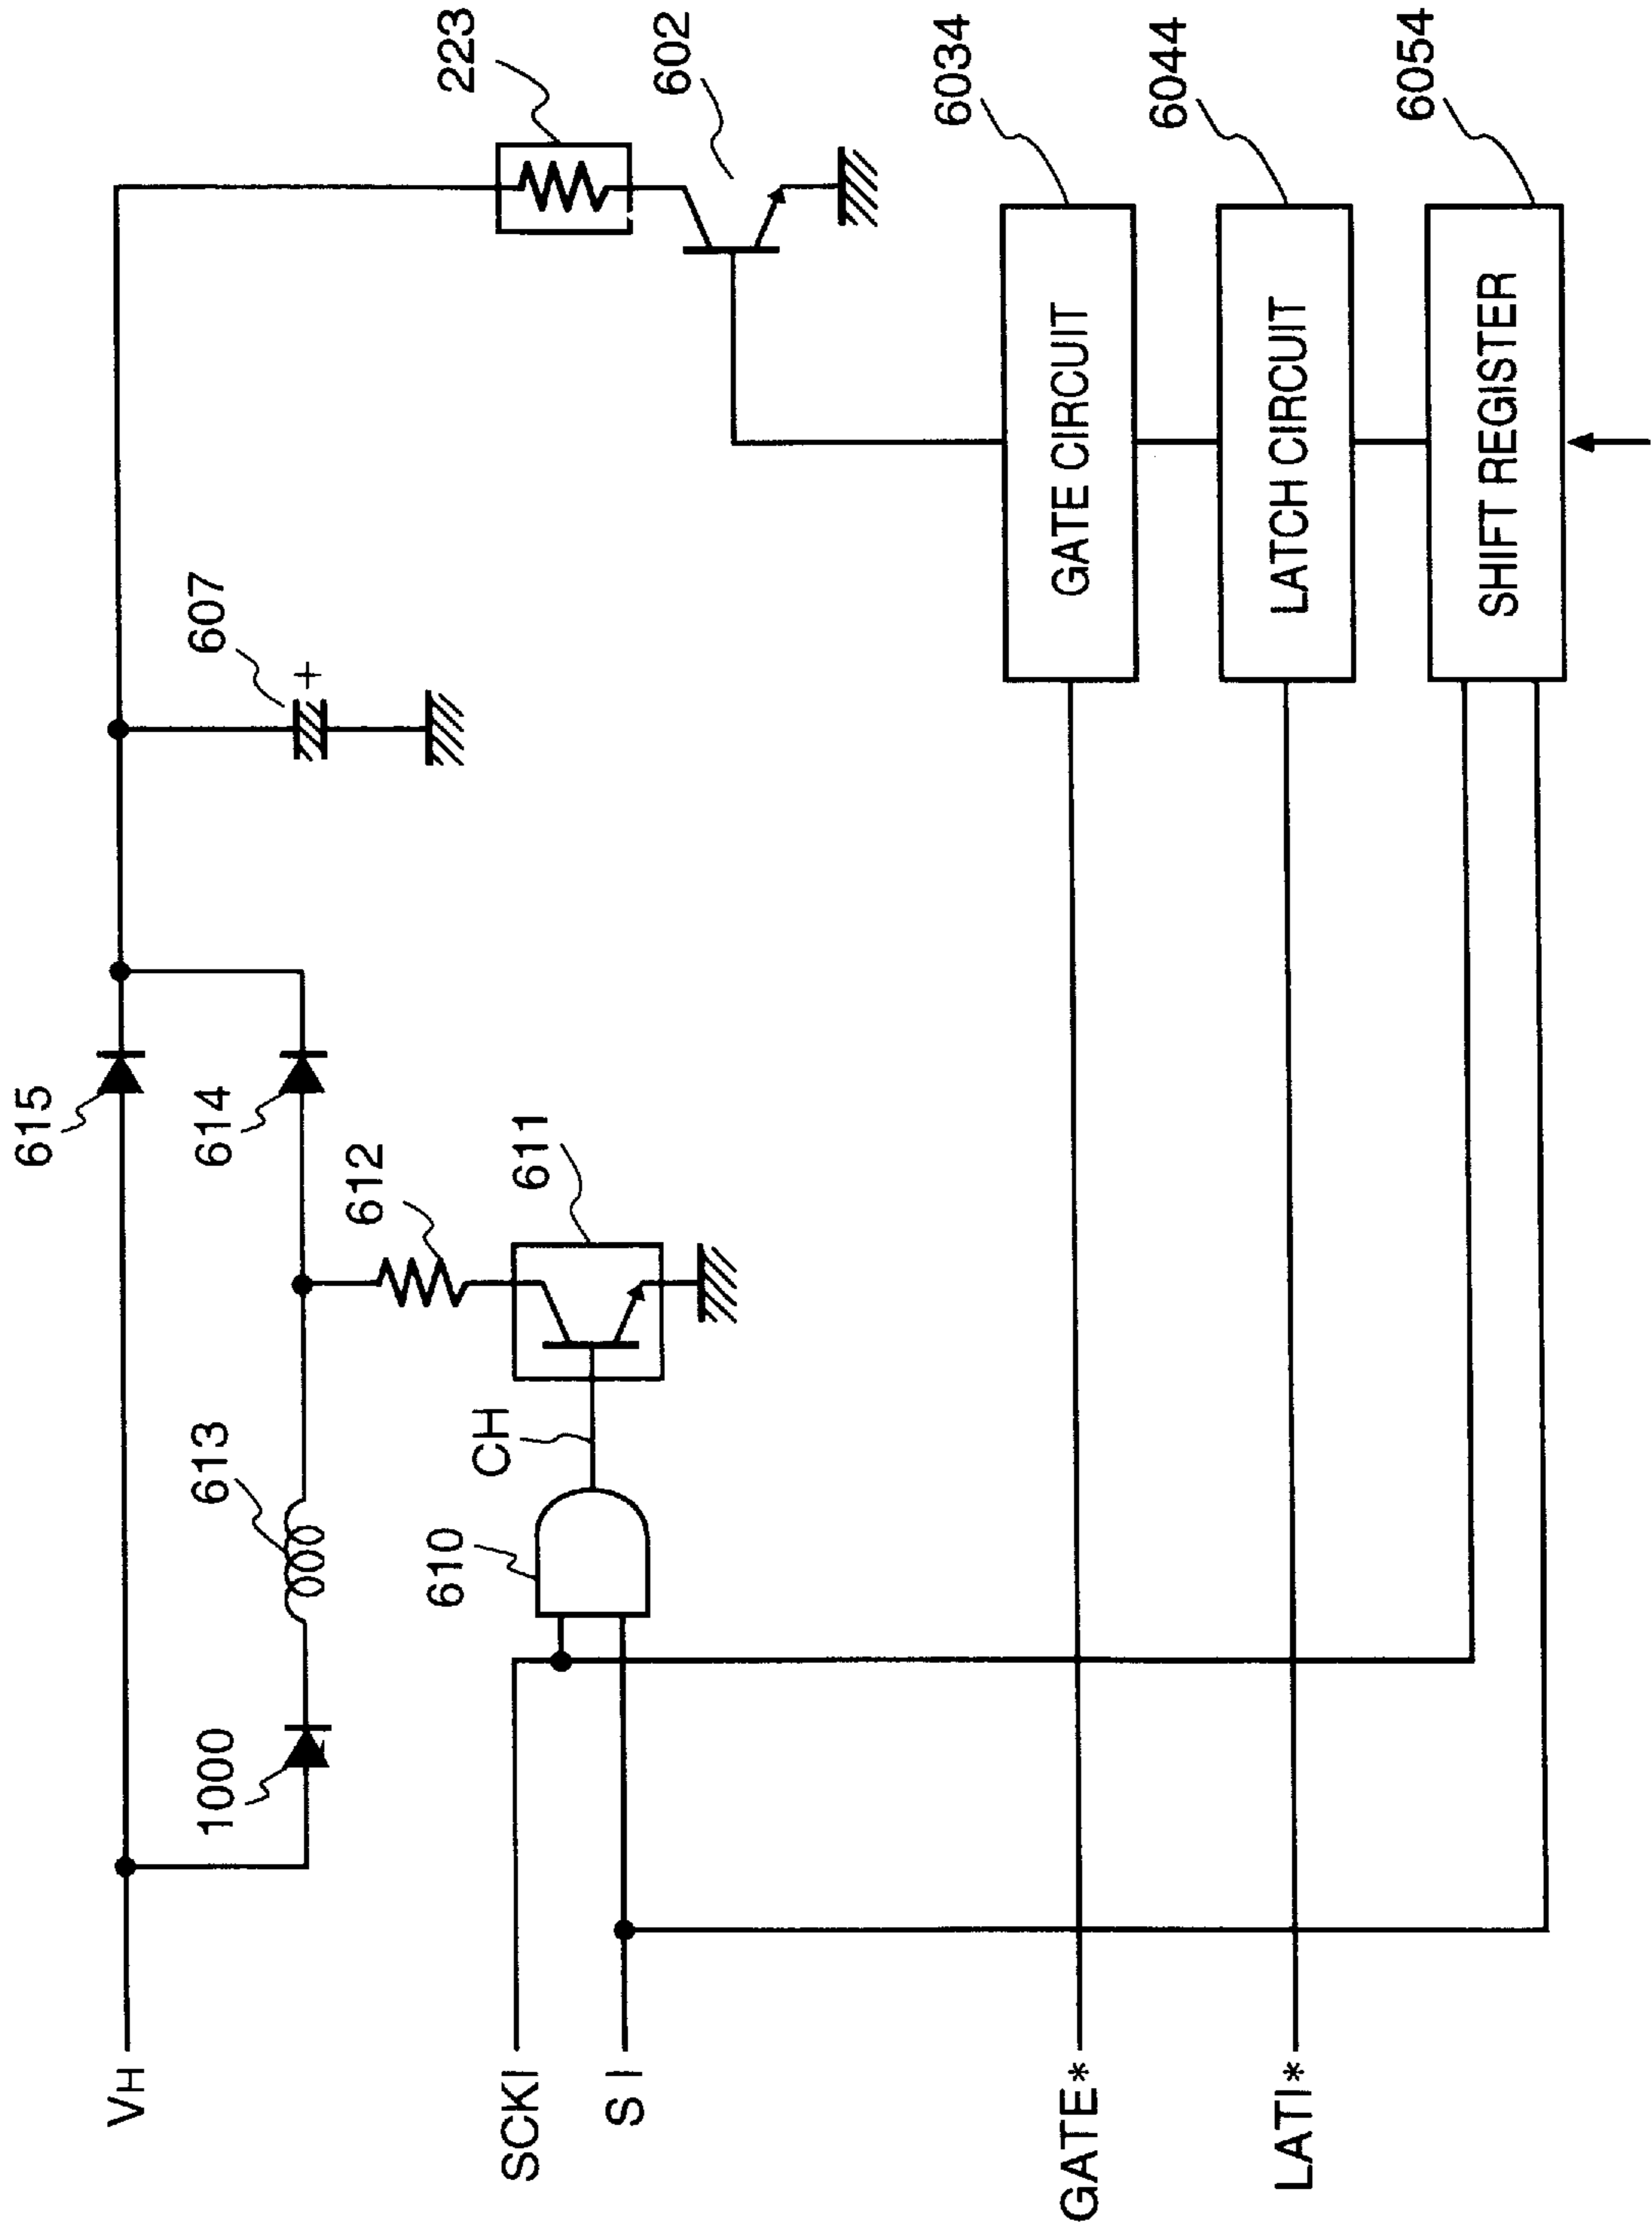 615
607
VH
1000
613
614
612
223
CH
611
602
610
SCKI
S I
GATE*
GATE CIRCUIT
6034
LATI*
LATCH CIRCUIT
6044
SHIFT REGISTER
6054
+